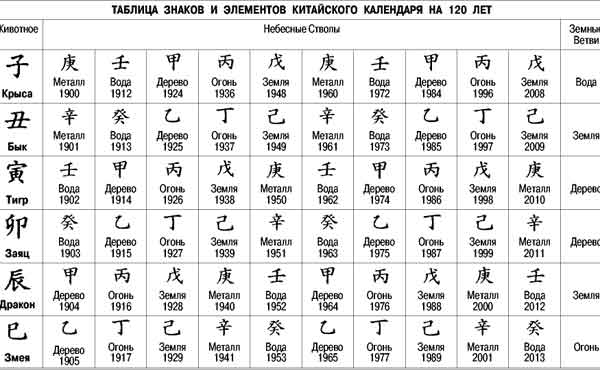 ТАБЛИЦА ЗНАКОВ И ЭЛЕМЕНТОВ КИТАЙСКОГО КАЛЕНДАРЯ НА 120 ЛЕТ
Животное Небесные Стволы Земные
Ветви
子 庚 壬 甲 丙 戊 庚 壬 甲 丙 戊
Металл Вода Дерево Огонь Земля Металл Вода Дерево Огонь Земля Вода
Крыса 1900 1912 1924 1936 1948 1960 1972 1984 1996 2008
丑 辛 癸 乙 丁 己 辛 癸 乙 丁 己
Металл Вода Дерево Огонь Земля Металл Вода Дерево Огонь Земля Земля
Бык 1901 1913 1925 1937 1949 1961 1973 1985 1997 2009
寅 壬 甲 丙 戊 庚 壬 甲 丙 戊 庚
Вода Дерево Огонь Земля Металл Вода Дерево Огонь Земля Металл Дерево
Тигр 1902 1914 1926 1938 1950 1962 1974 1986 1998 2010
卯 癸 乙 丁 己 辛 癸 乙 丁 己 辛
Вода Дерево Огонь Земля Металл Вода Дерево Огонь Земля Металл Дерево
Заяц 1903 1915 1927 1939 1951 1963 1975 1987 1999 2011
辰 甲 丙 戊 庚 壬 甲 丙 戊 庚 壬
Дерево Огонь Земля Металл Вода Дерево Огонь Земля Металл Вода Земля
Дракон 1904 1916 1928 1940 1952 1964 1976 1988 2000 2012
巳 乙 丁 己 辛 癸 乙 丁 己 辛 癸
Дерево Огонь Земля Металл Вода Дерево Огонь Земля Металл Вода Огонь
Змея 1905 1917 1929 1941 1953 1965 1977 1989 2001 2013